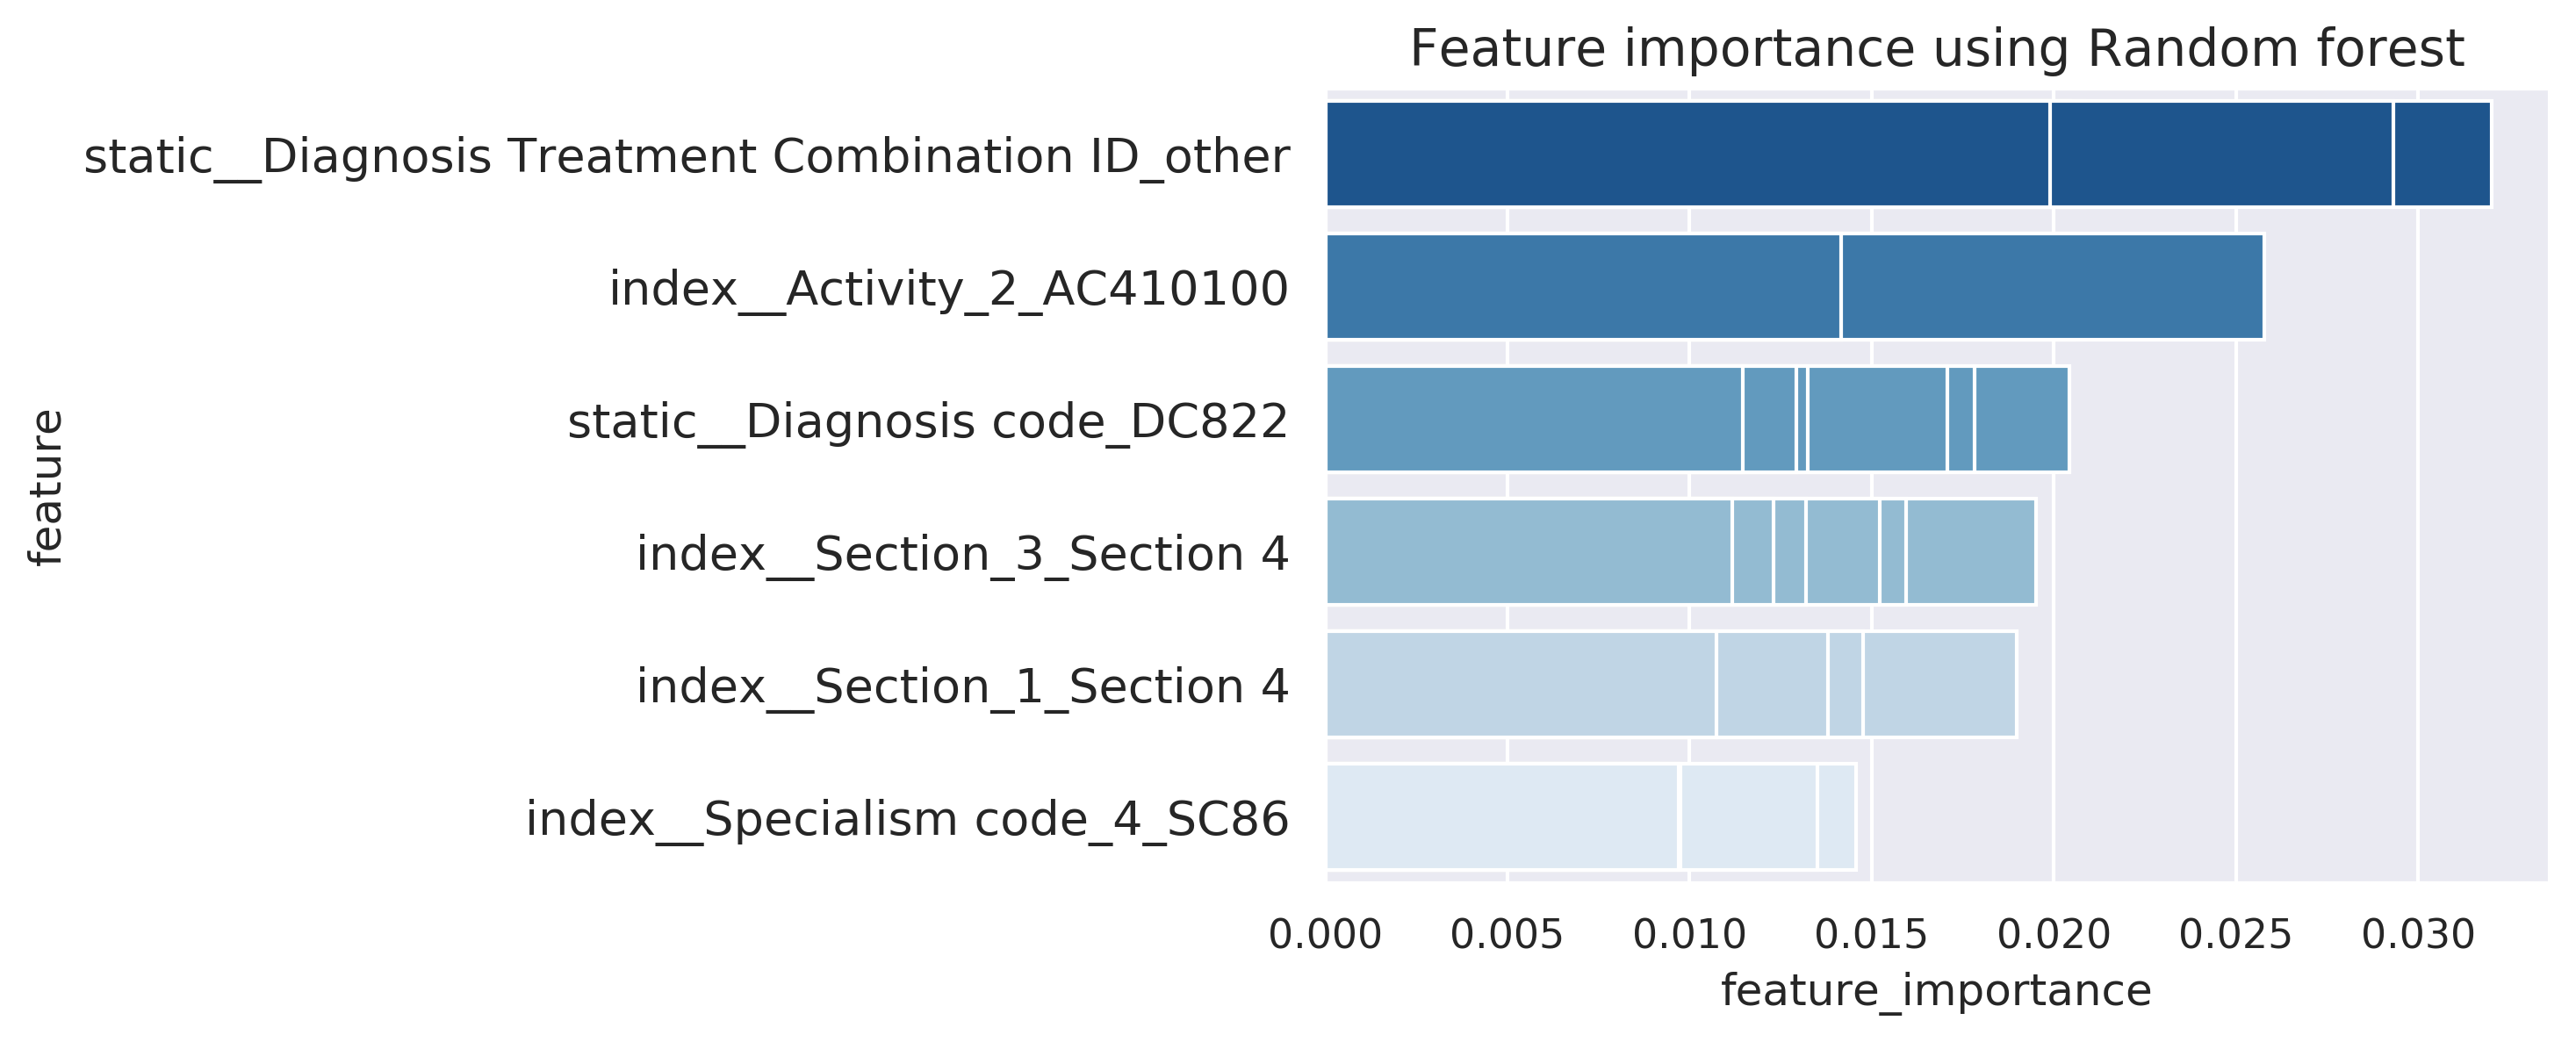 Feature importance using Random forest
feature
static__Diagnosis Treatment Combination ID_other
index__Activity_2_AC410100
static__Diagnosis code_DC822
index__Section_3_Section 4
index__Section_1_Section 4
index__Specialism code_4_SC86
0.000 0.005 0.010 0.015 0.020 0.025 0.030
feature_importance